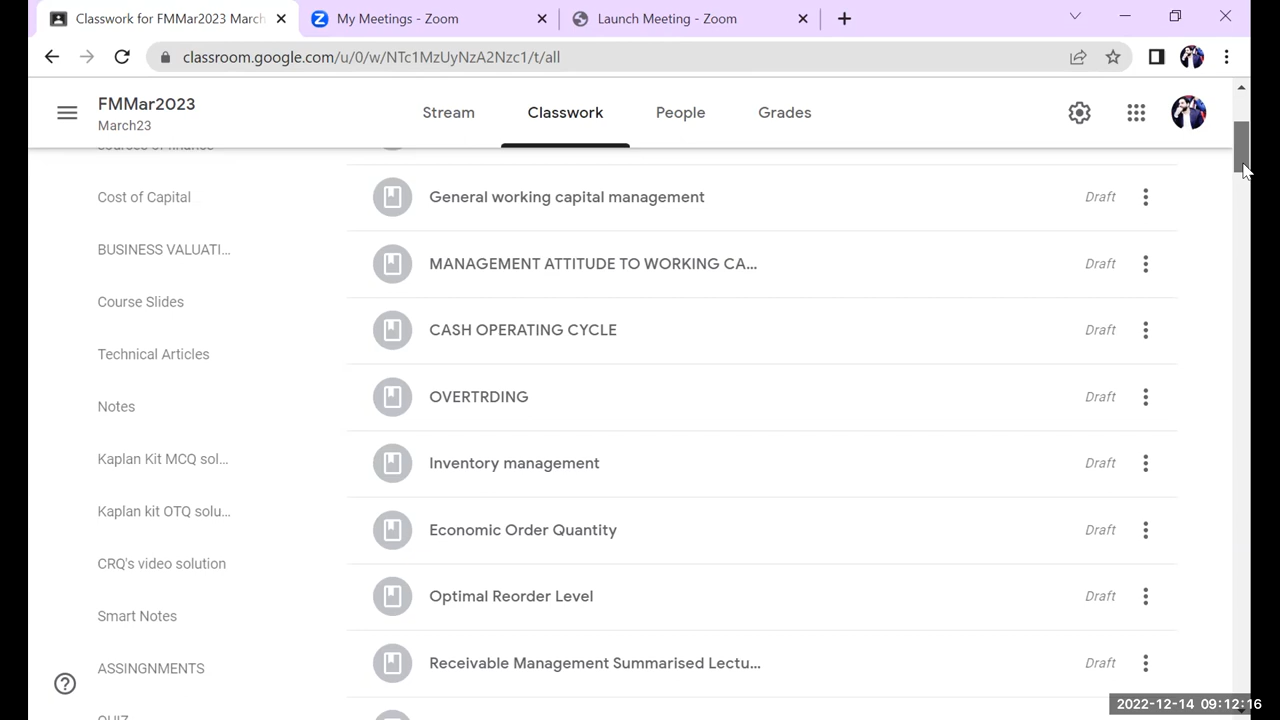 Classwork for FMMar2023 March
My Meetings - Zoom
Launch Meeting - Zoom
classroom.google.com/u/0/w/NTc1MzUyNzA2Nzc1/t/all
FMMar2023
March23
Stream
Classwork
People
Grades
Cost of Capital
BUSINESS VALUATI...
Course Slides
Technical Articles
Notes
Kaplan Kit MCQ sol...
Kaplan kit OTQ solu...
CRQ's video solution
Smart Notes
ASSINGNMENTS
General working capital management Draft
MANAGEMENT ATTITUDE TO WORKING CA... Draft
CASH OPERATING CYCLE Draft
OVERTRDING Draft
Inventory management Draft
Economic Order Quantity Draft
Optimal Reorder Level Draft
Receivable Management Summarised Lectu... Draft
2022-12-14 09:12:16